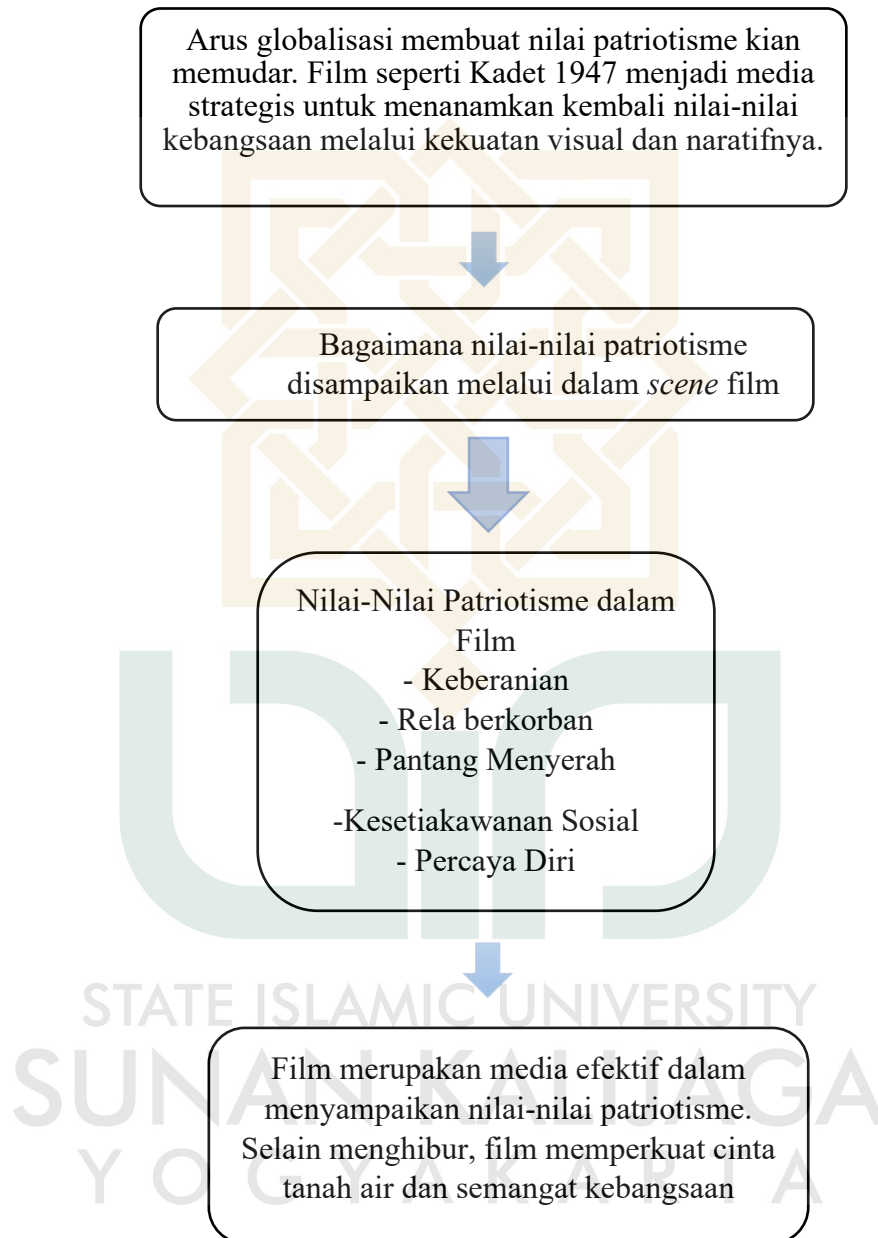 Arus globalisasi membuat nilai patriotisme kian
memudar. Film seperti Kadet 1947 menjadi media
strategis untuk menanamkan kembali nilai-nilai
kebangsaan melalui kekuatan visual dan naratifnya.
Bagaimana nilai-nilai patriotisme
disampaikan melalui dalam scene film
Nilai-Nilai Patriotisme dalam
Film
- Keberanian
- Rela berkorban
- Pantang Menyerah
-Kesetiakawanan Sosial
- Percaya Diri
STATE ISLAMIC UNIVERSITY
SUNAN KALIJAGA
YOGYAKARTA
Film merupakan media efektif dalam
menyampaikan nilai-nilai patriotisme.
Selain menghibur, film memperkuat cinta
tanah air dan semangat kebangsaan